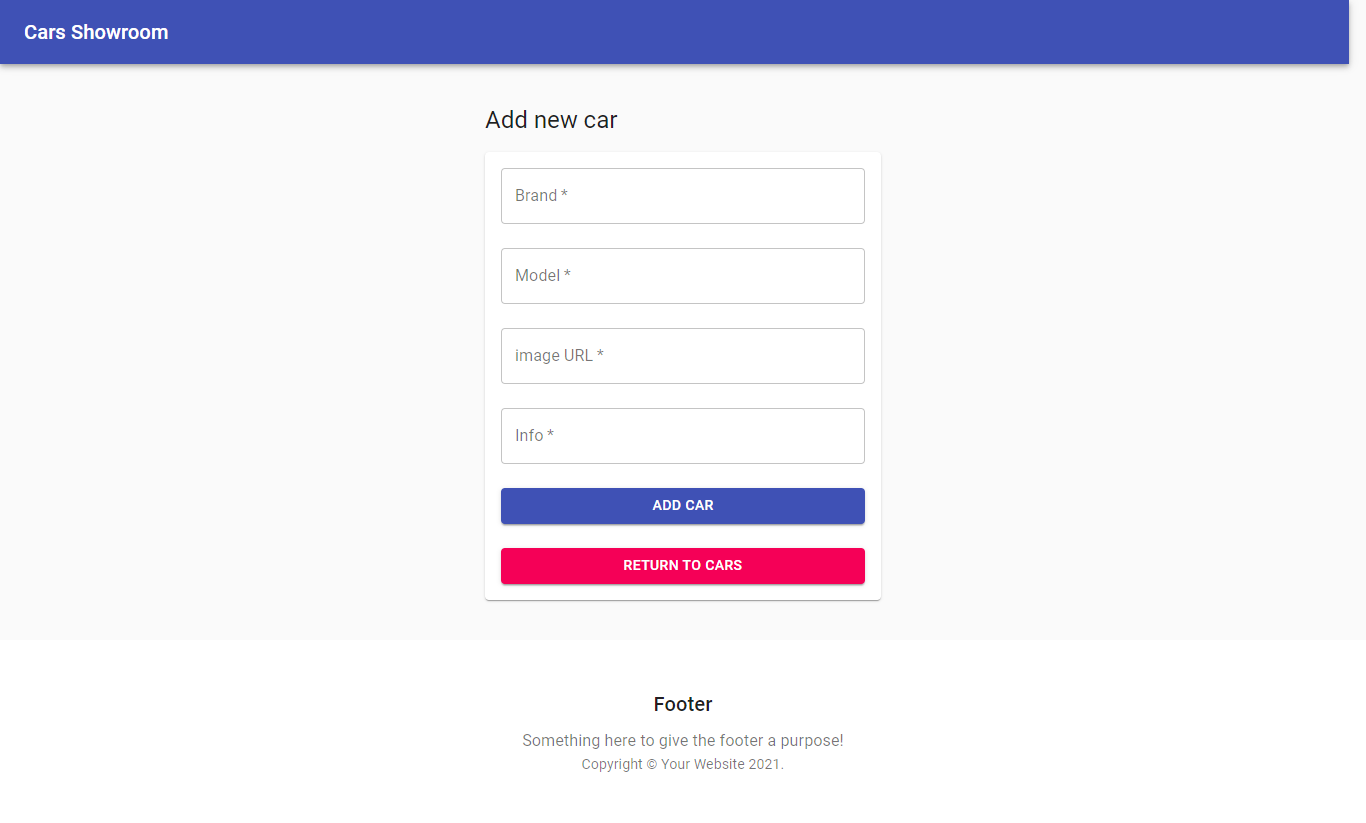 Cars Showroom
Add new car
Brand *
Model *
image URL *
Info *
ADD CAR
RETURN TO CARS
Footer
Something here to give the footer a purpose!
Copyright © Your Website 2021.